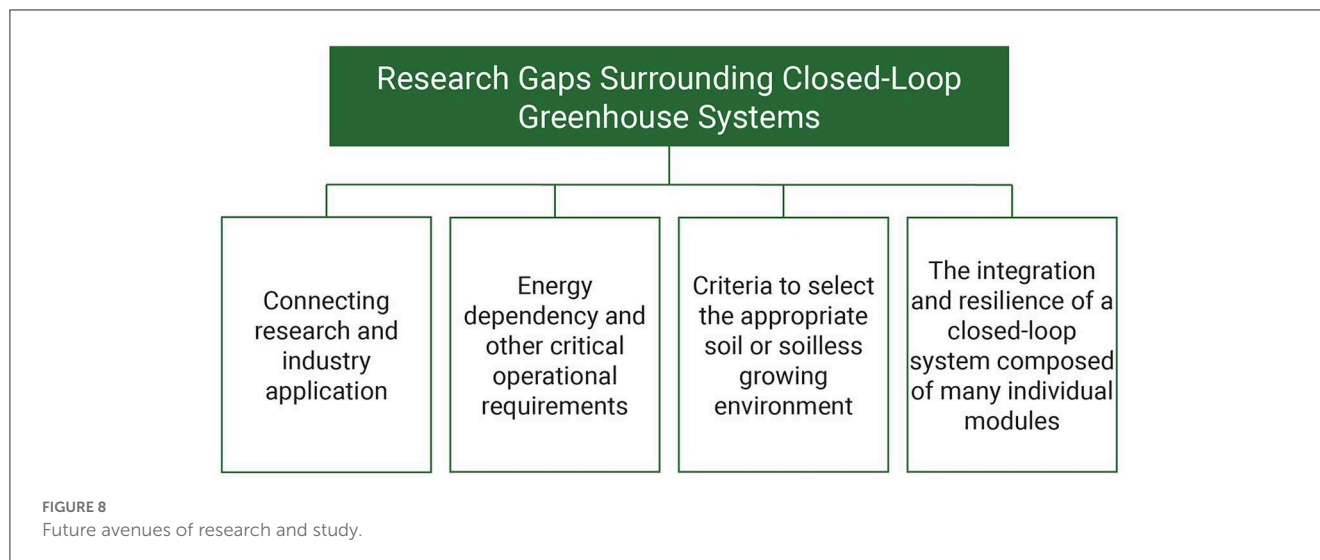 Research Gaps Surrounding Closed-Loop
Greenhouse Systems
Connecting
research and
industry
application
Energy
dependency and
other critical
operational
requirements
Criteria to select
the appropriate
soil or soilless
growing
environment
The integration
and resilience of a
closed-loop
system composed
of many individual
modules
FIGURE 8
Future avenues of research and study.